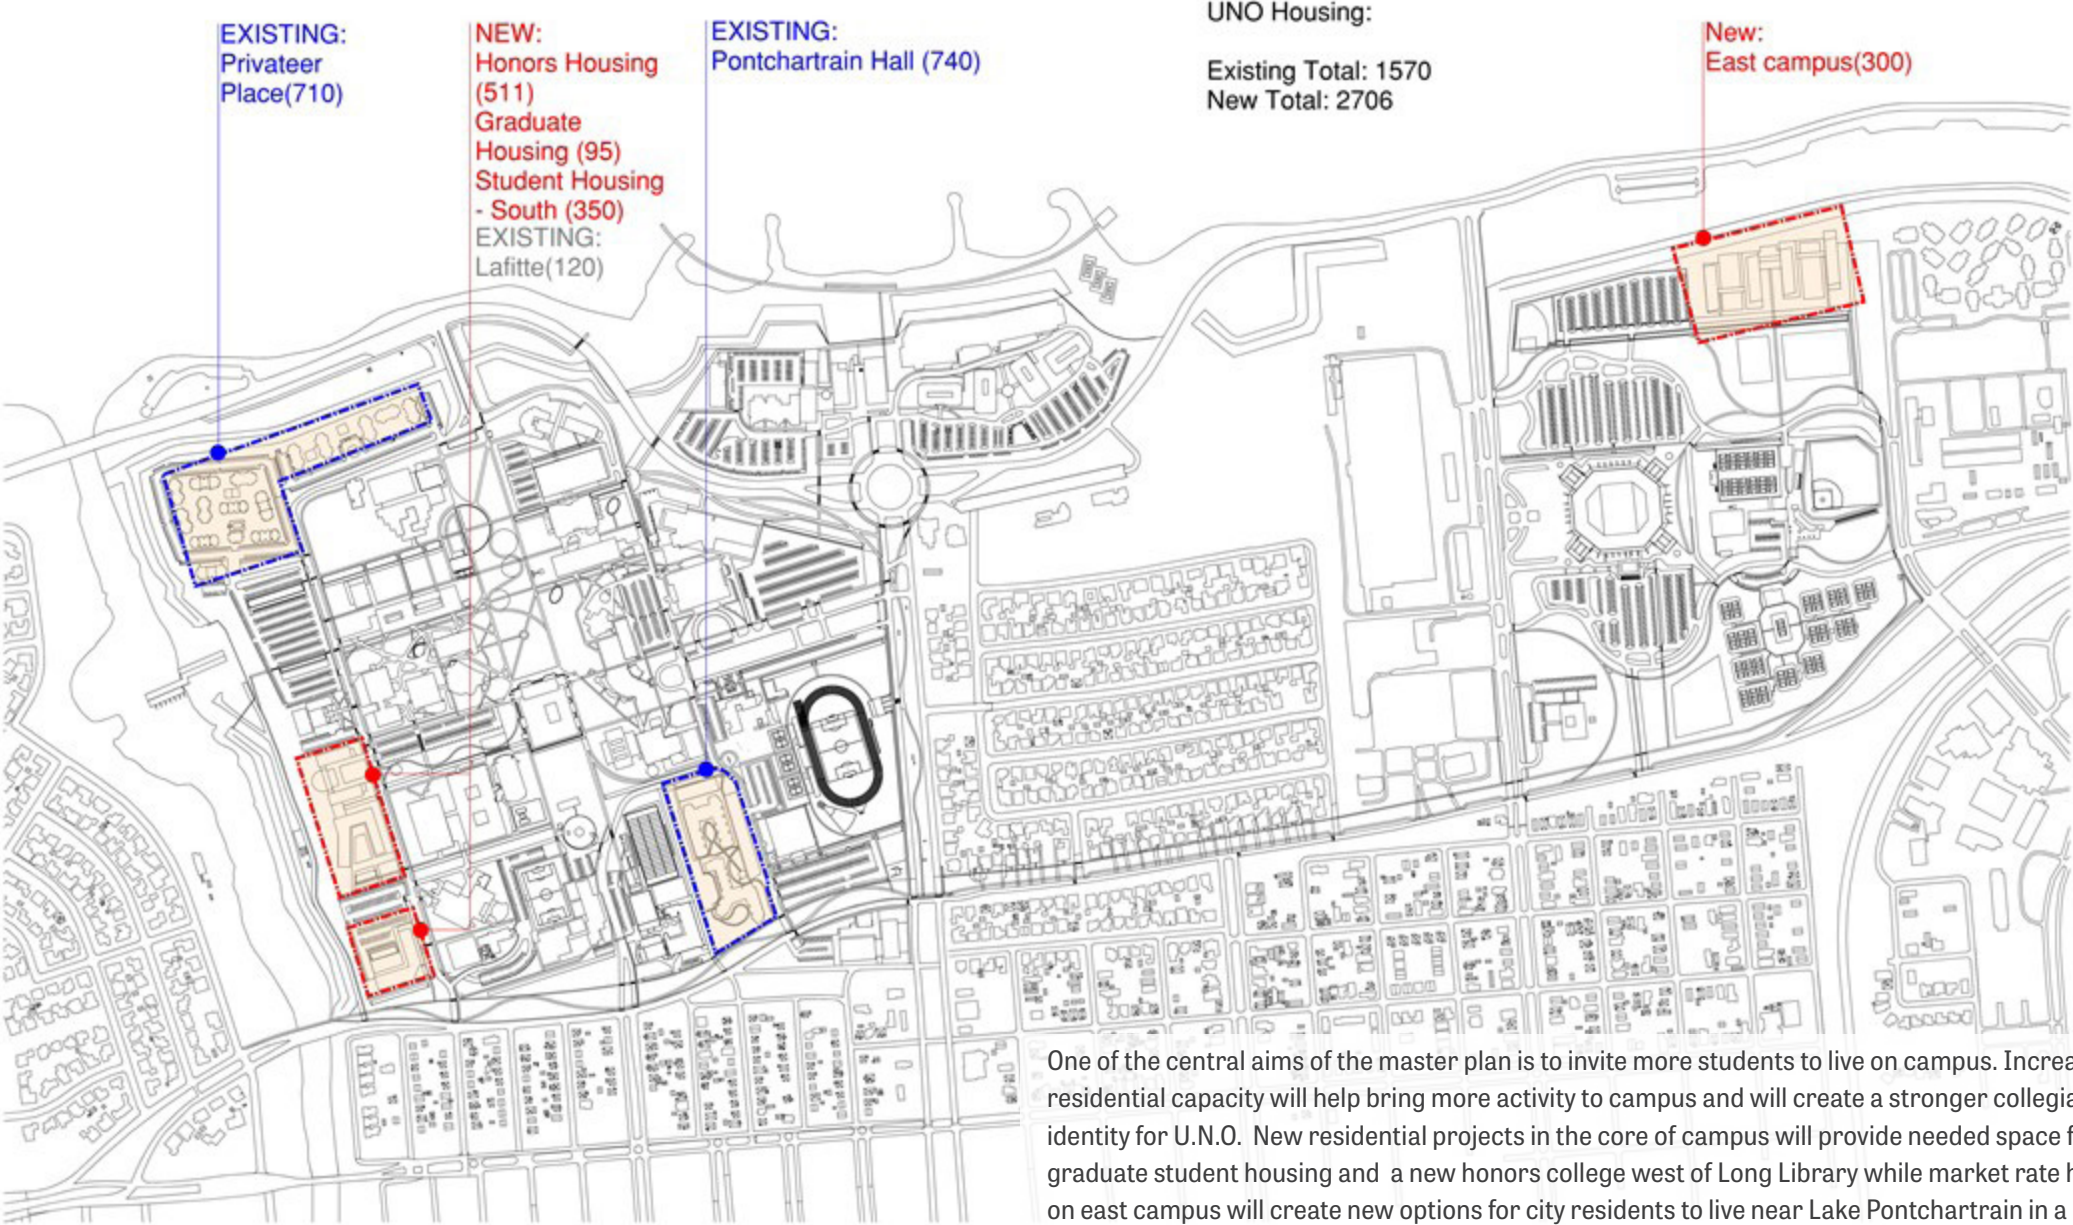 EXISTING:
Privateer
Place(710)
NEW:
Honors Housing
(511)
Graduate
Housing (95)
Student Housing
- South (350)
EXISTING:
Lafitte(120)
EXISTING:
Pontchartrain Hall (740)
UNO Housing:
Existing Total: 1570
New Total: 2706
New:
East campus(300)
One of the central aims of the master plan is to invite more students to live on campus. Increa
residential capacity will help bring more activity to campus and will create a stronger collegia
identity for U.N.O. New residential projects in the core of campus will provide needed space f
graduate student housing and a new honors college west of Long Library while market rate h
on east campus will create new options for city residents to live near Lake Pontchartrain in a